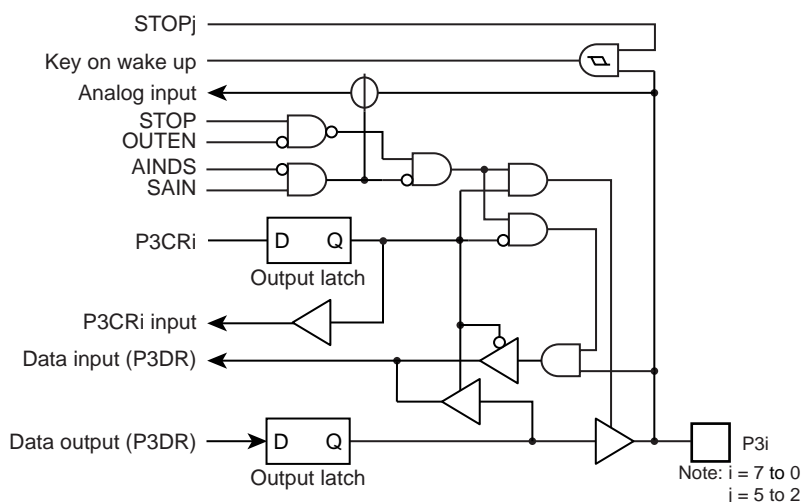 STOPj
Key on wake up
Analog input
STOP
OUTEN
AINDS
SAIN
P3CRi
D Q
Output latch
P3CRi input
Data input (P3DR)
Data output (P3DR)
D Q
Output latch
P3i
Note: i = 7 to 0
j = 5 to 2